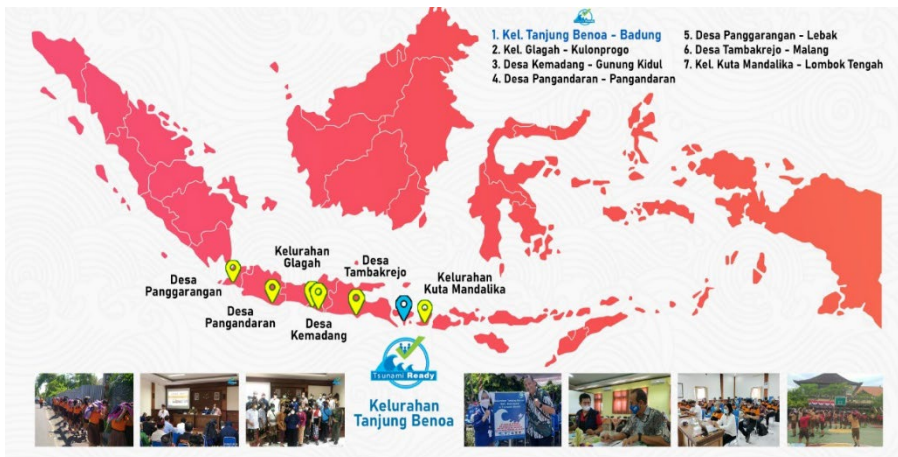 1. Kel. Tanjung Benoa - Badung
2. Kel. Glagah - Kulonprogo
3. Desa Kemadang - Gunung Kidul
4. Desa Pangandaran - Pangandaran
5. Desa Panggarangan - Lebak
6. Desa Tambakrejo - Malang
7. Kel. Kuta Mandalika - Lombok Tengah
Kelurahan
Glagah
Desa
Tambakrejo
Kelurahan
Kuta Mandalika
Desa
Panggarangan
Desa
Pangandaran
Desa
Kemadang
Tsunami Ready
Kelurahan
Tanjung Benoa